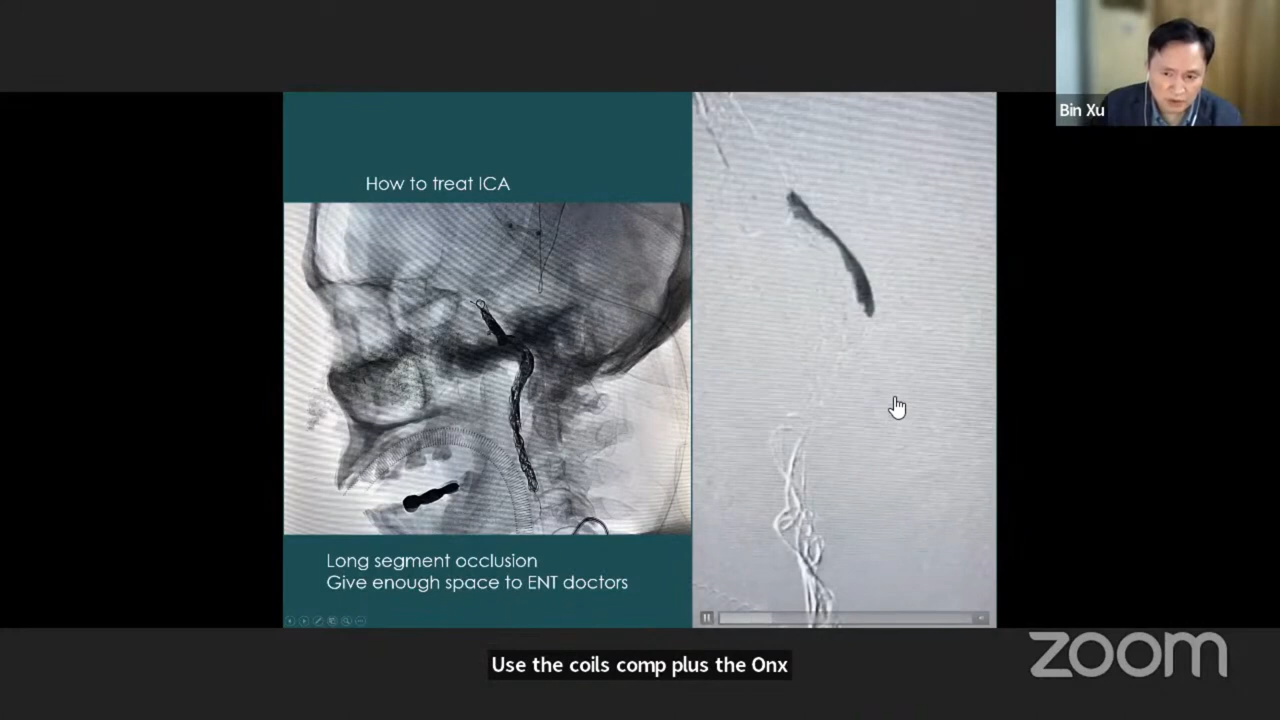 Bin Xu
How to treat ICA
Long segment occlusion
Give enough space to ENT doctors
Use the coils comp plus the Onx
zoom